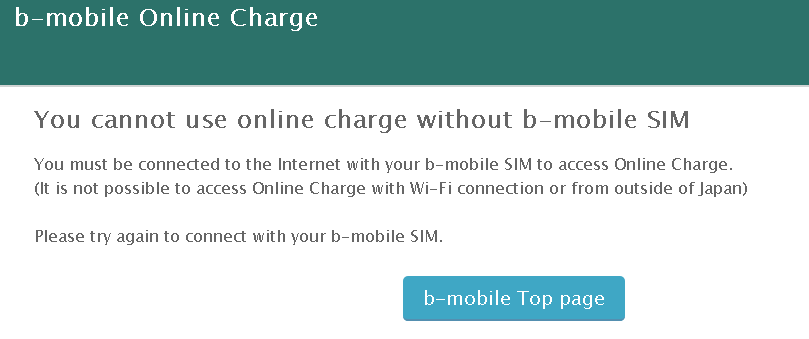 b-mobile Online Charge
You cannot use online charge without b-mobile SIM
You must be connected to the Internet with your b-mobile SIM to access Online Charge.
(It is not possible to access Online Charge with Wi-Fi connection or from outside of Japan)
Please try again to connect with your b-mobile SIM.
b-mobile Top page